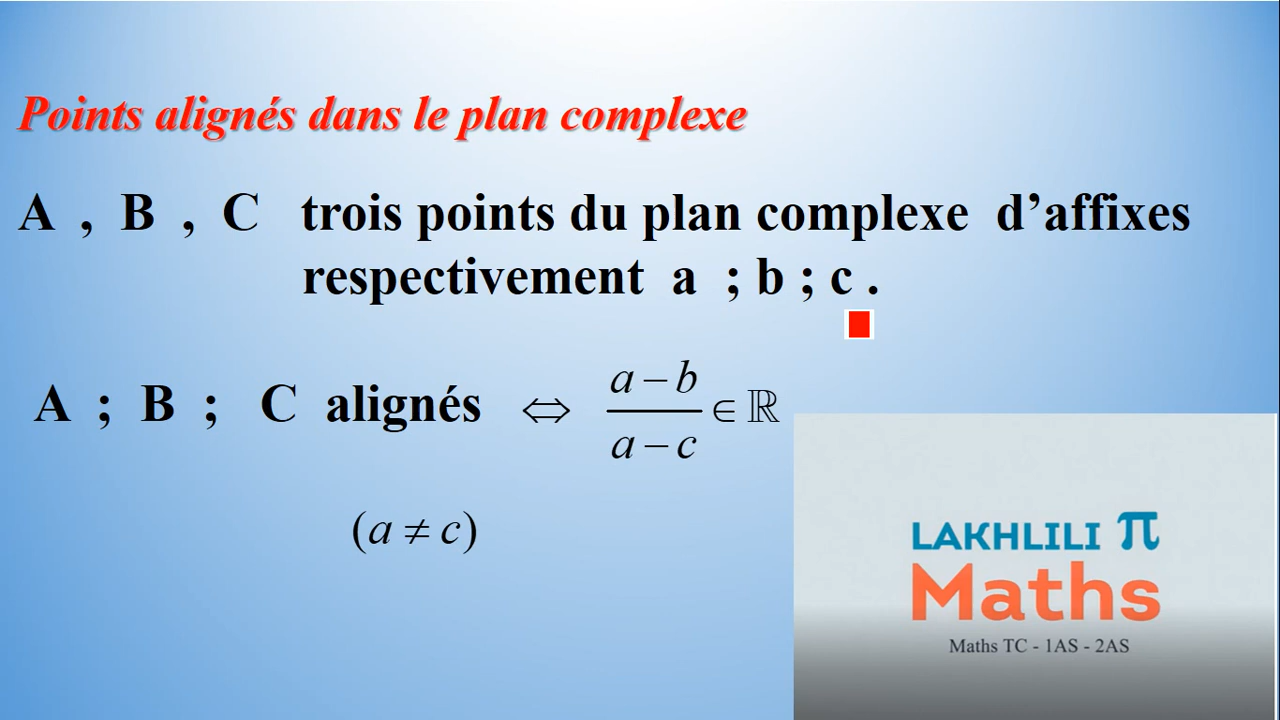 Points alignés dans le plan complexe
A , B , C trois points du plan complexe d’affixes
respectivement a ; b ; c .
A ; B ; C alignés ⇔ \frac{a-b}{a-c} ∈ ℝ
(a ≠ c)
LAKHLILI π
Maths
Maths TC - 1AS - 2AS